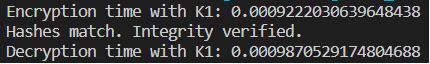 Encryption time with K1: 0.0009222030639648438
Hashes match. Integrity verified.
Decryption time with K1: 0.0009870529174804688